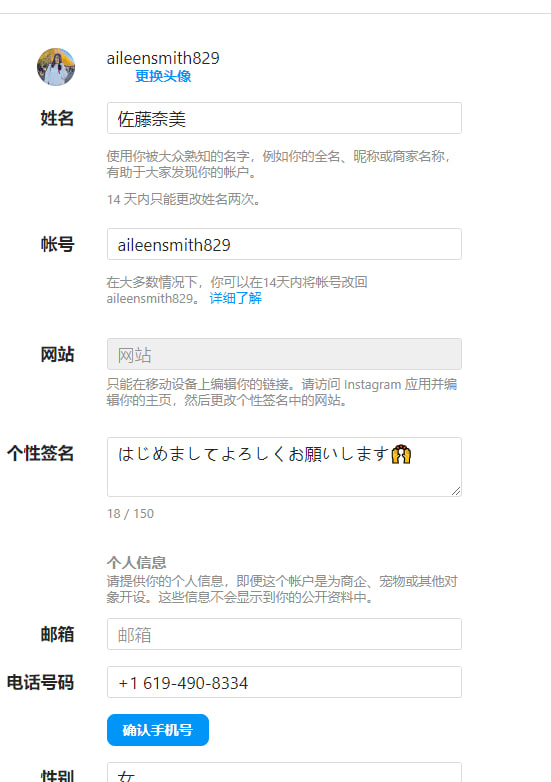 aileensmith829
更换头像
姓名
佐藤奈美
使用你被大众熟知的名字，例如你的全名、昵称或商家名称，
有助于大家发现你的帐户。
14 天内只能更改姓名两次。
帐号
aileensmith829
在大多数情况下，你可以在14天内将帐号改回
aileensmith829。 详细了解
网站
网站
只能在移动设备上编辑你的链接。请访问 Instagram 应用并编
辑你的主页，然后更改个性签名中的网站。
个性签名
はじめましてよろしくお願いします🙌
18 / 150
个人信息
请提供你的个人信息，即便这个帐户是为商企、宠物或其他对
象开设。这些信息不会显示到你的公开资料中。
邮箱
邮箱
电话号码
+1 619-490-8334
确认手机号
性别
女